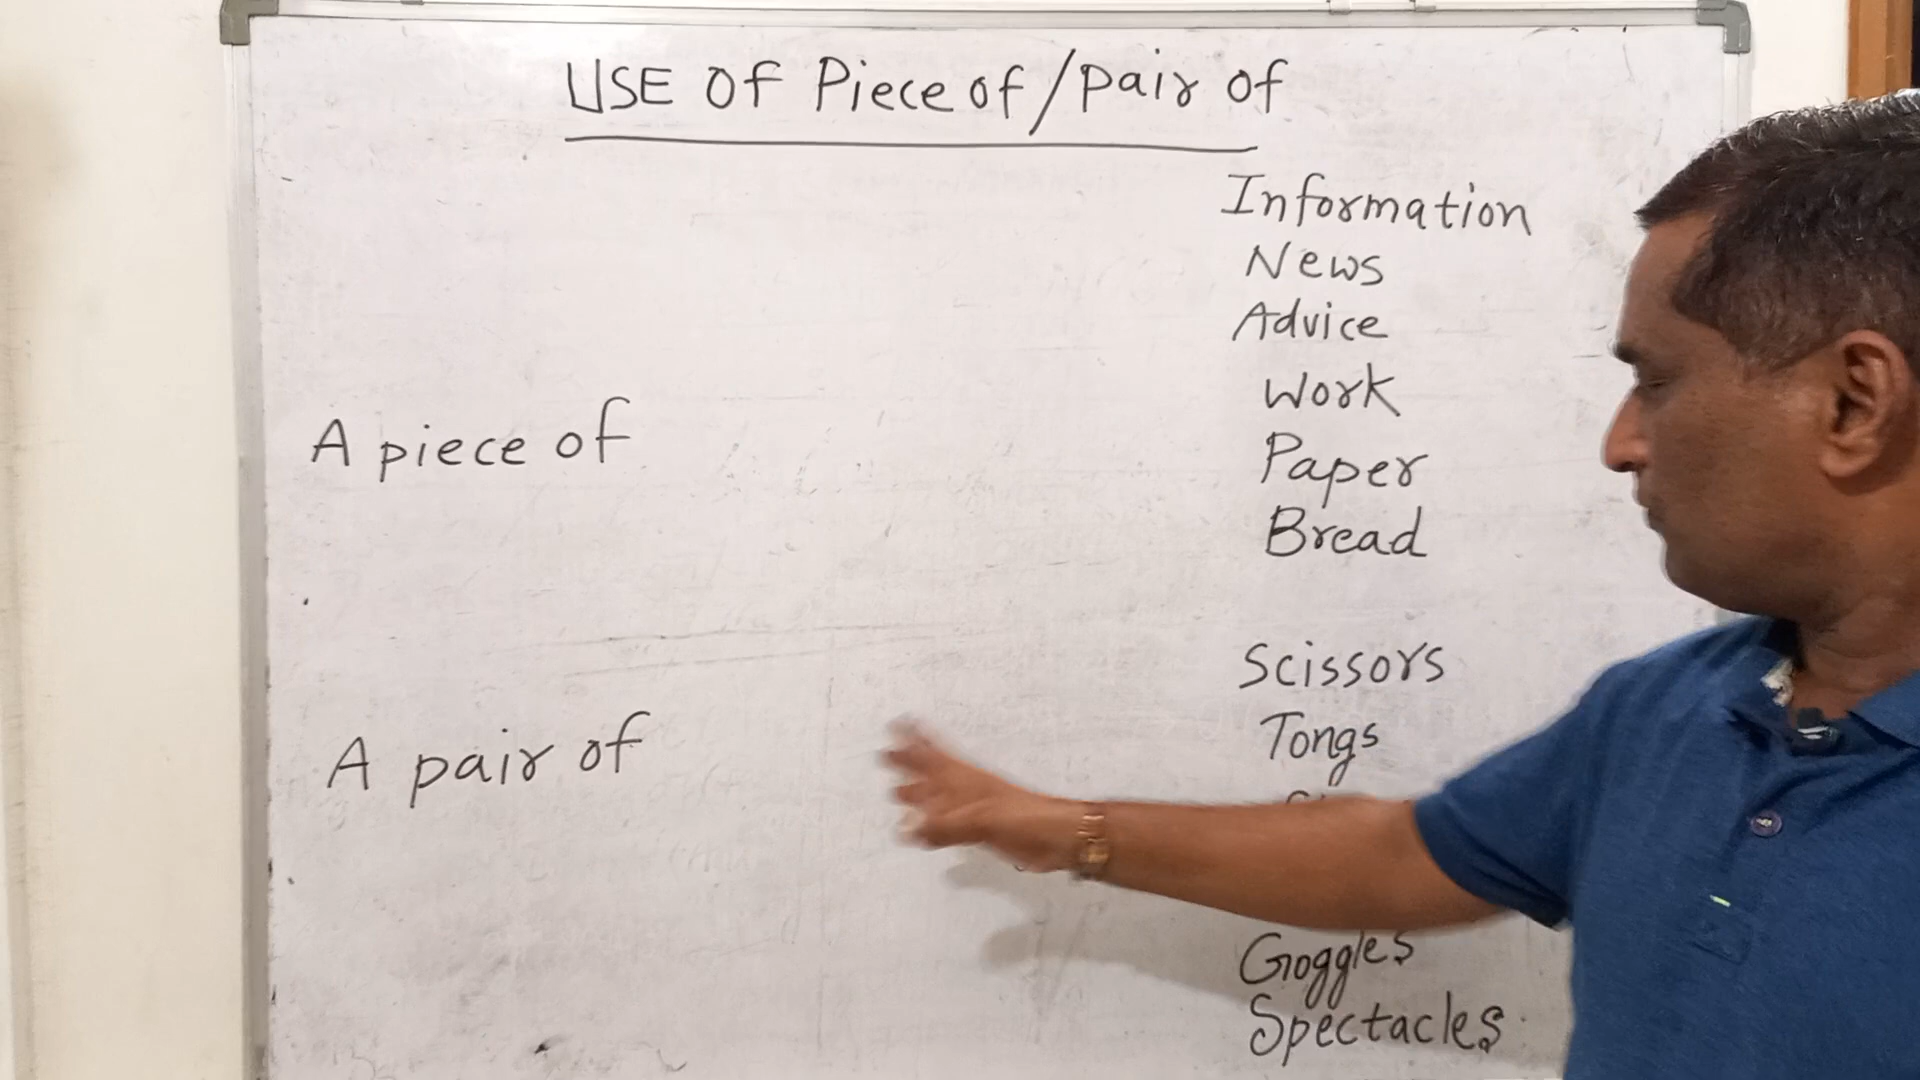 USE OF Piece of/Pair of
Information
News
Advice
Work
A piece of
Paper
Bread
Scissors
Tongs
A pair of
Goggles
Spectacles